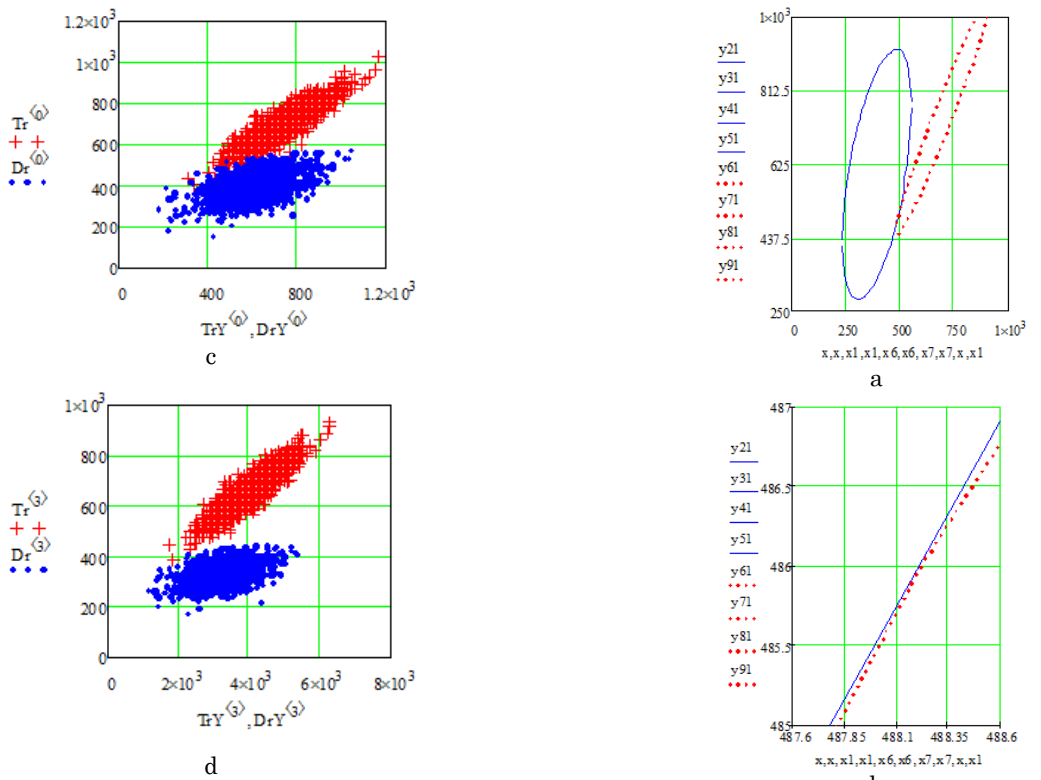 1.2×10³
1×10³
800
600
400
200
0
Tr⟨0⟩
Dr⟨0⟩
0 400 800 1.2×10³
TrY⟨0⟩, DrY⟨0⟩
c
1×10³
812.5
625
437.5
250
y21
y31
y41
y51
y61
y71
y81
y91
0 250 500 750 1×10³
x,x,x1,x1,x6,x6,x7,x7,x,x1
a
1×10³
800
600
400
200
0
Tr⟨3⟩
Dr⟨3⟩
0 2×10³ 4×10³ 6×10³ 8×10³
TrY⟨3⟩, DrY⟨3⟩
d
487
486.5
486
485.5
485
y21
y31
y41
y51
y61
y71
y81
y91
487.6 487.85 488.1 488.35 488.6
x,x,x1,x1,x6,x6,x7,x7,x,x1